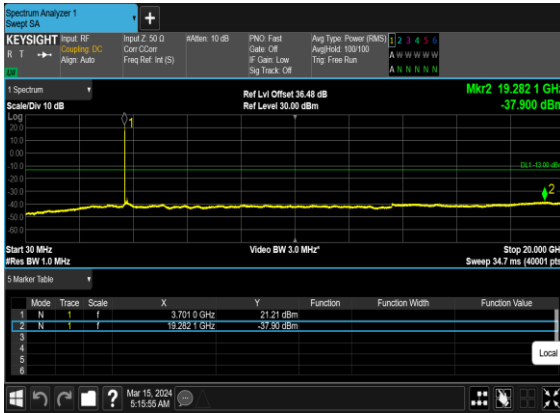 Spectrum Analyzer 1
Swept SA
KEYSIGHT
R T
Input: RF
Coupling: DC
Align: Auto
Input Z: 50 Ω
Corr CCorr
Freq Ref: Int (S)
#Atten: 10 dB
PNO: Fast
Gate: Off
IF Gain: Low
Sig Track: Off
Avg Type: Power (RMS)
Avg|Hold: 100/100
Trig: Free Run
1 2 3 4 5 6
A W W W W W
A N N N N N
1 Spectrum
Scale/Div 10 dB
Ref Lvl Offset 36.48 dB
Ref Level 30.00 dBm
Mkr2 19.282 1 GHz
-37.900 dBm
Log
20.0
10.0
0.00
-10.0
-20.0
-30.0
-40.0
-50.0
-60.0
1
DL1 -13.00 dBm
2
Start 30 MHz
#Res BW 1.0 MHz
Video BW 3.0 MHz*
Stop 20.000 GHz
Sweep 34.7 ms (40001 pts)
5 Marker Table
Mode Trace Scale X Y Function Function Width Function Value
1 N 1 f 3.701 0 GHz 21.21 dBm
2 N 1 f 19.282 1 GHz -37.90 dBm
3
4
5
6
Local
Mar 15, 2024
5:15:55 AM